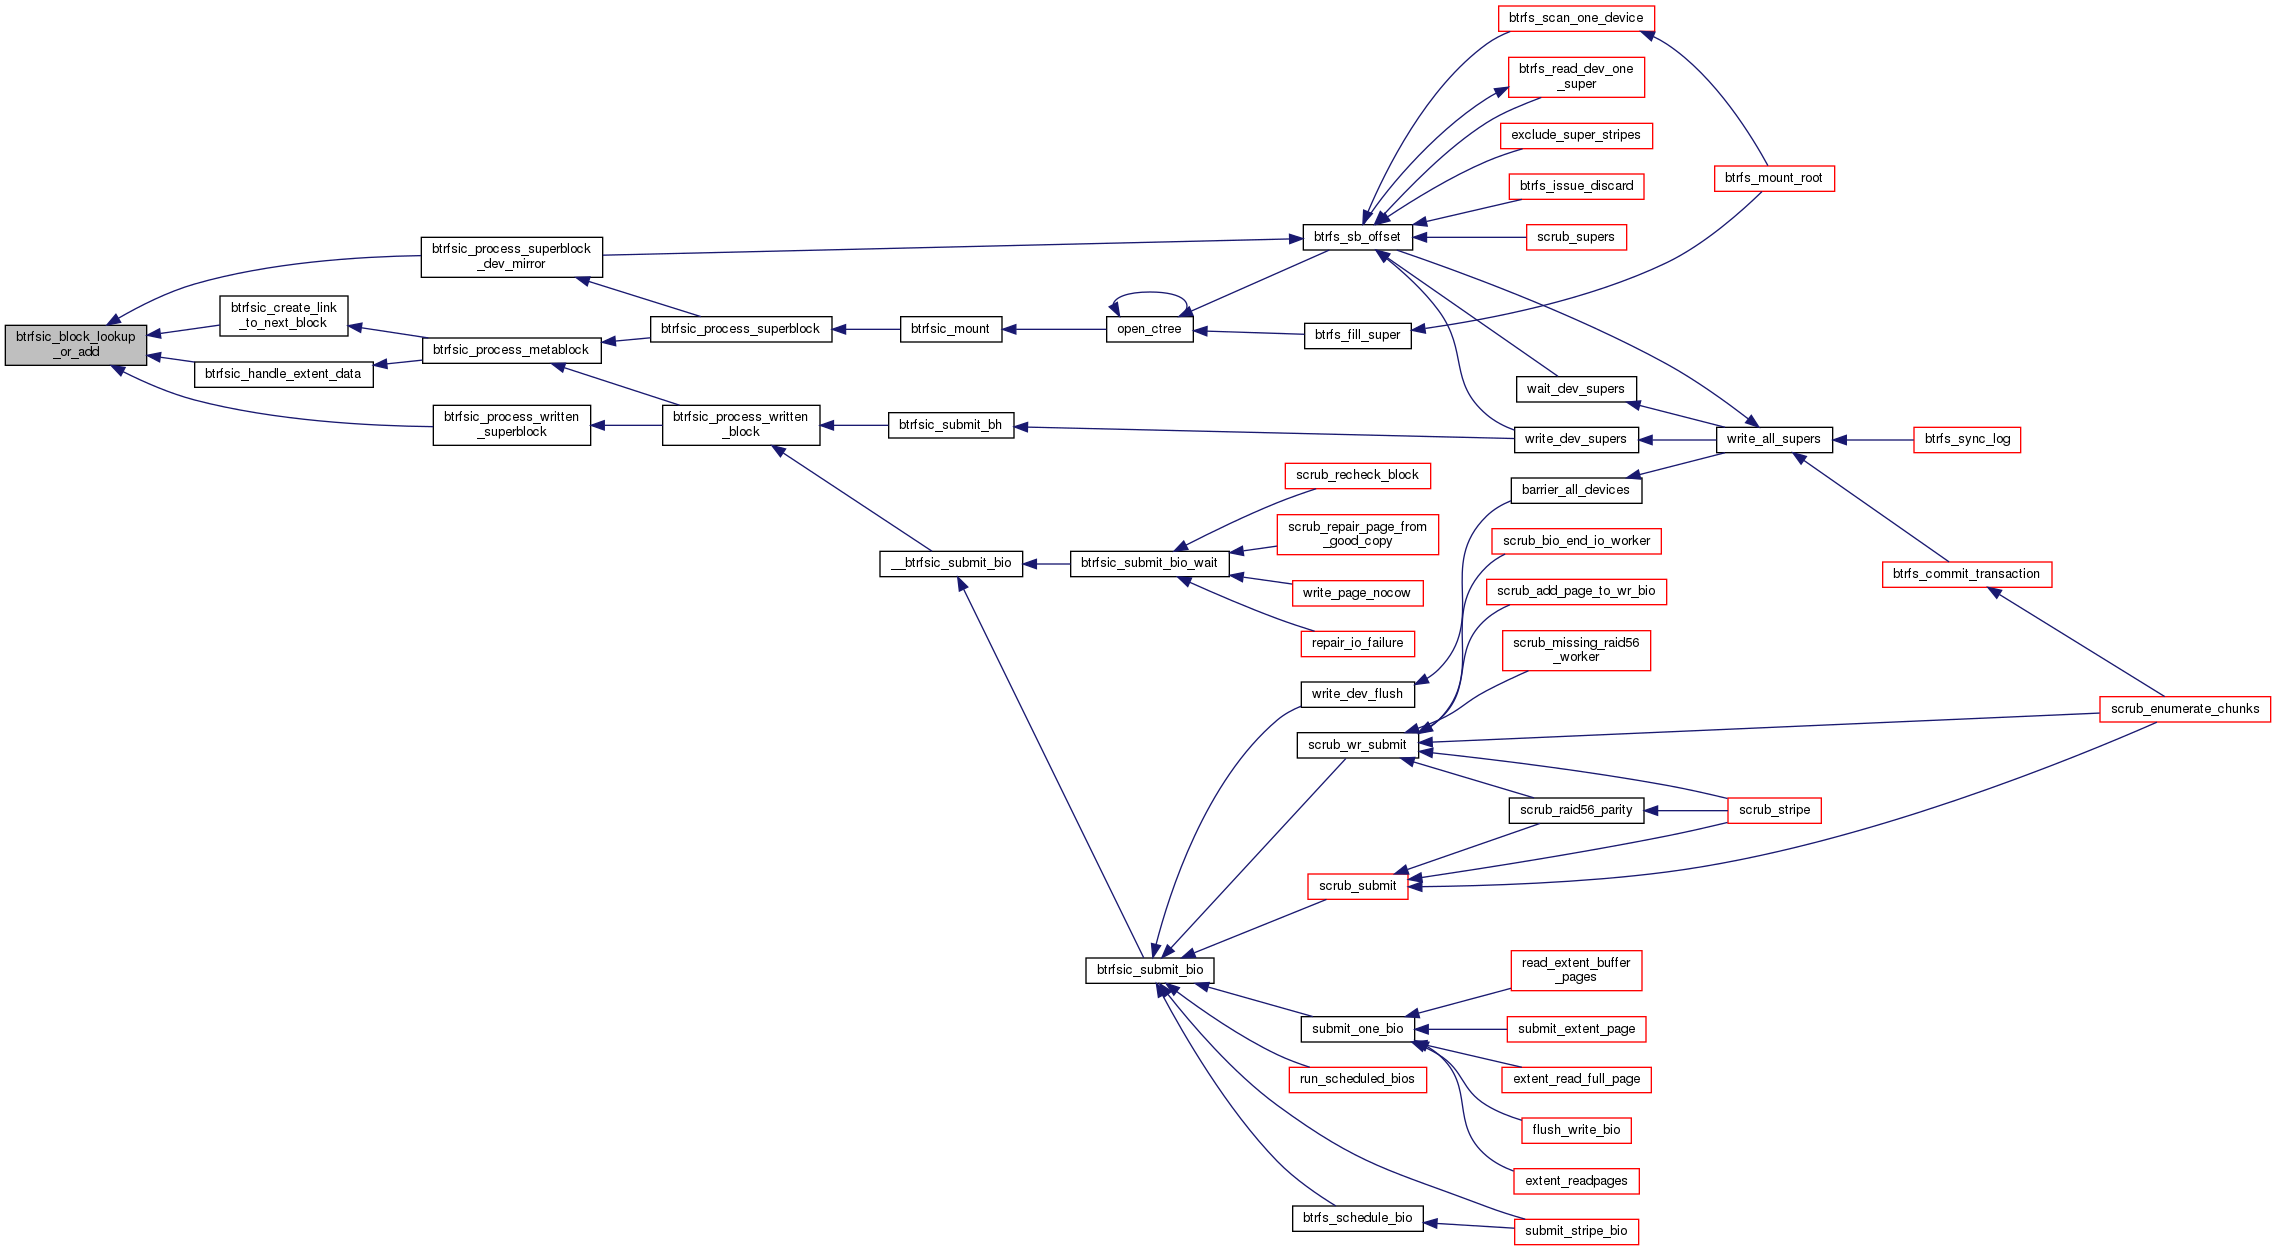 btrfs_scan_one_device
btrfs_read_dev_one
_super
exclude_super_stripes
btrfs_mount_root
btrfs_issue_discard
btrfs_sb_offset
scrub_supers
btrfsic_process_superblock
_dev_mirror
btrfsic_create_link
_to_next_block
btrfsic_block_lookup
_or_add
btrfsic_process_superblock
btrfsic_mount
open_ctree
btrfs_fill_super
btrfsic_process_metablock
btrfsic_handle_extent_data
wait_dev_supers
btrfsic_process_written
_superblock
btrfsic_process_written
_block
btrfsic_submit_bh
write_dev_supers
write_all_supers
btrfs_sync_log
scrub_recheck_block
barrier_all_devices
scrub_repair_page_from
_good_copy
scrub_bio_end_io_worker
__btrfsic_submit_bio
btrfsic_submit_bio_wait
btrfs_commit_transaction
write_page_nocow
scrub_add_page_to_wr_bio
repair_io_failure
scrub_missing_raid56
_worker
write_dev_flush
scrub_enumerate_chunks
scrub_wr_submit
scrub_raid56_parity
scrub_stripe
scrub_submit
btrfsic_submit_bio
read_extent_buffer
_pages
submit_one_bio
submit_extent_page
run_scheduled_bios
extent_read_full_page
flush_write_bio
extent_readpages
btrfs_schedule_bio
submit_stripe_bio